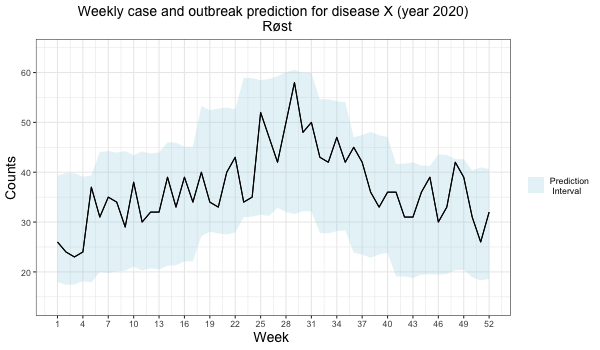 Weekly case and outbreak prediction for disease X (year 2020)
Røst
Counts
60
50
40
30
20
1 4 7 10 13 16 19 22 25 28 31 34 37 40 43 46 49 52
Week
Prediction
Interval